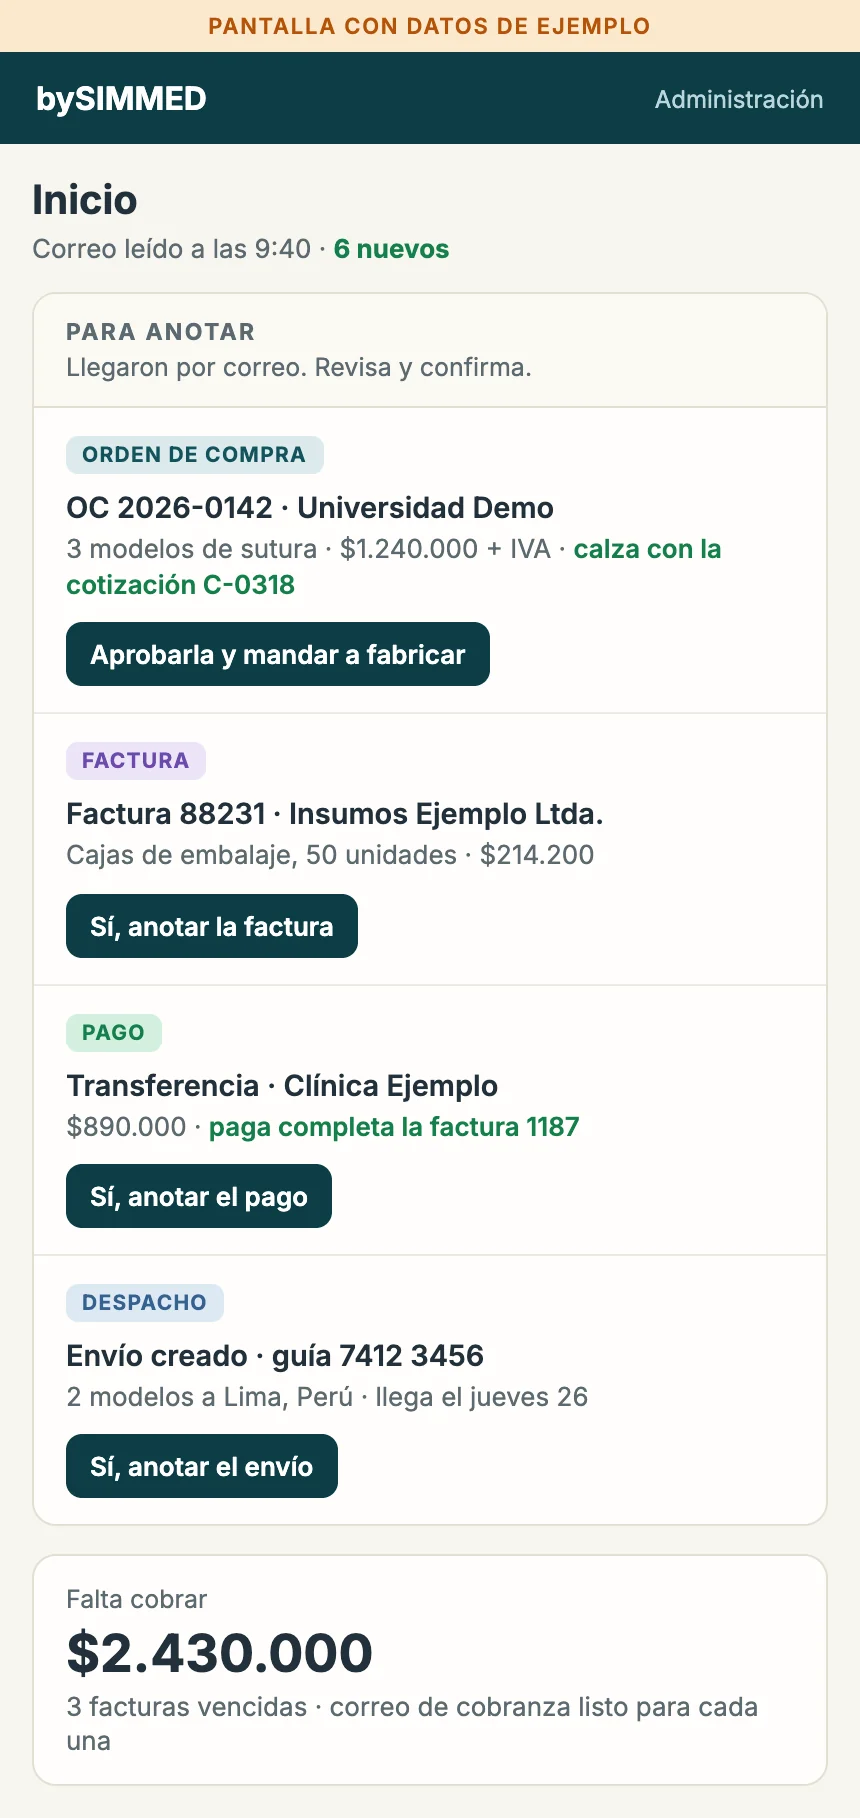 PANTALLA CON DATOS DE EJEMPLO
bySIMMED
Administración
Inicio
Correo leído a las 9:40 · 6 nuevos
PARA ANOTAR
Llegaron por correo. Revisa y confirma.
ORDEN DE COMPRA
OC 2026-0142 · Universidad Demo
3 modelos de sutura · $1.240.000 + IVA · calza con la
cotización C-0318
Aprobarla y mandar a fabricar
FACTURA
Factura 88231 · Insumos Ejemplo Ltda.
Cajas de embalaje, 50 unidades · $214.200
Sí, anotar la factura
PAGO
Transferencia · Clínica Ejemplo
$890.000 · paga completa la factura 1187
Sí, anotar el pago
DESPACHO
Envío creado · guía 7412 3456
2 modelos a Lima, Perú · llega el jueves 26
Sí, anotar el envío
Falta cobrar
$2.430.000
3 facturas vencidas · correo de cobranza listo para cada
una